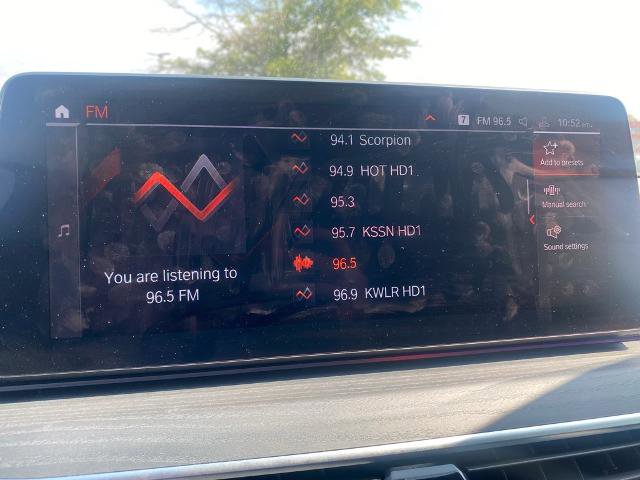 FM
7 FM 96.5 10:52 am
You are listening to
96.5 FM
94.1 Scorpion
94.9 HOT HD1
95.3
95.7 KSSN HD1
96.5
96.9 KWLR HD1
Add to presets
Manual search
Sound settings